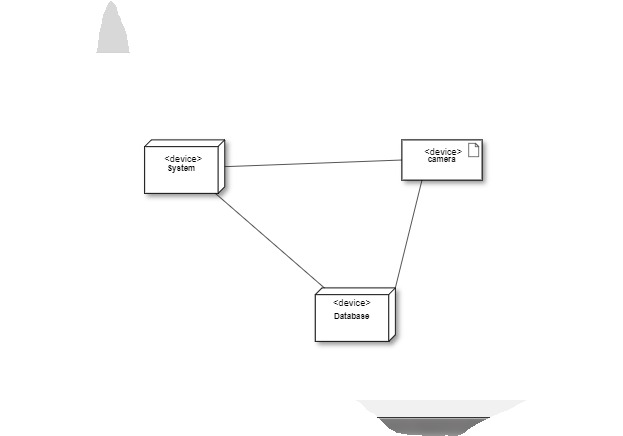 <device>
System
<device>
camera
<device>
Database